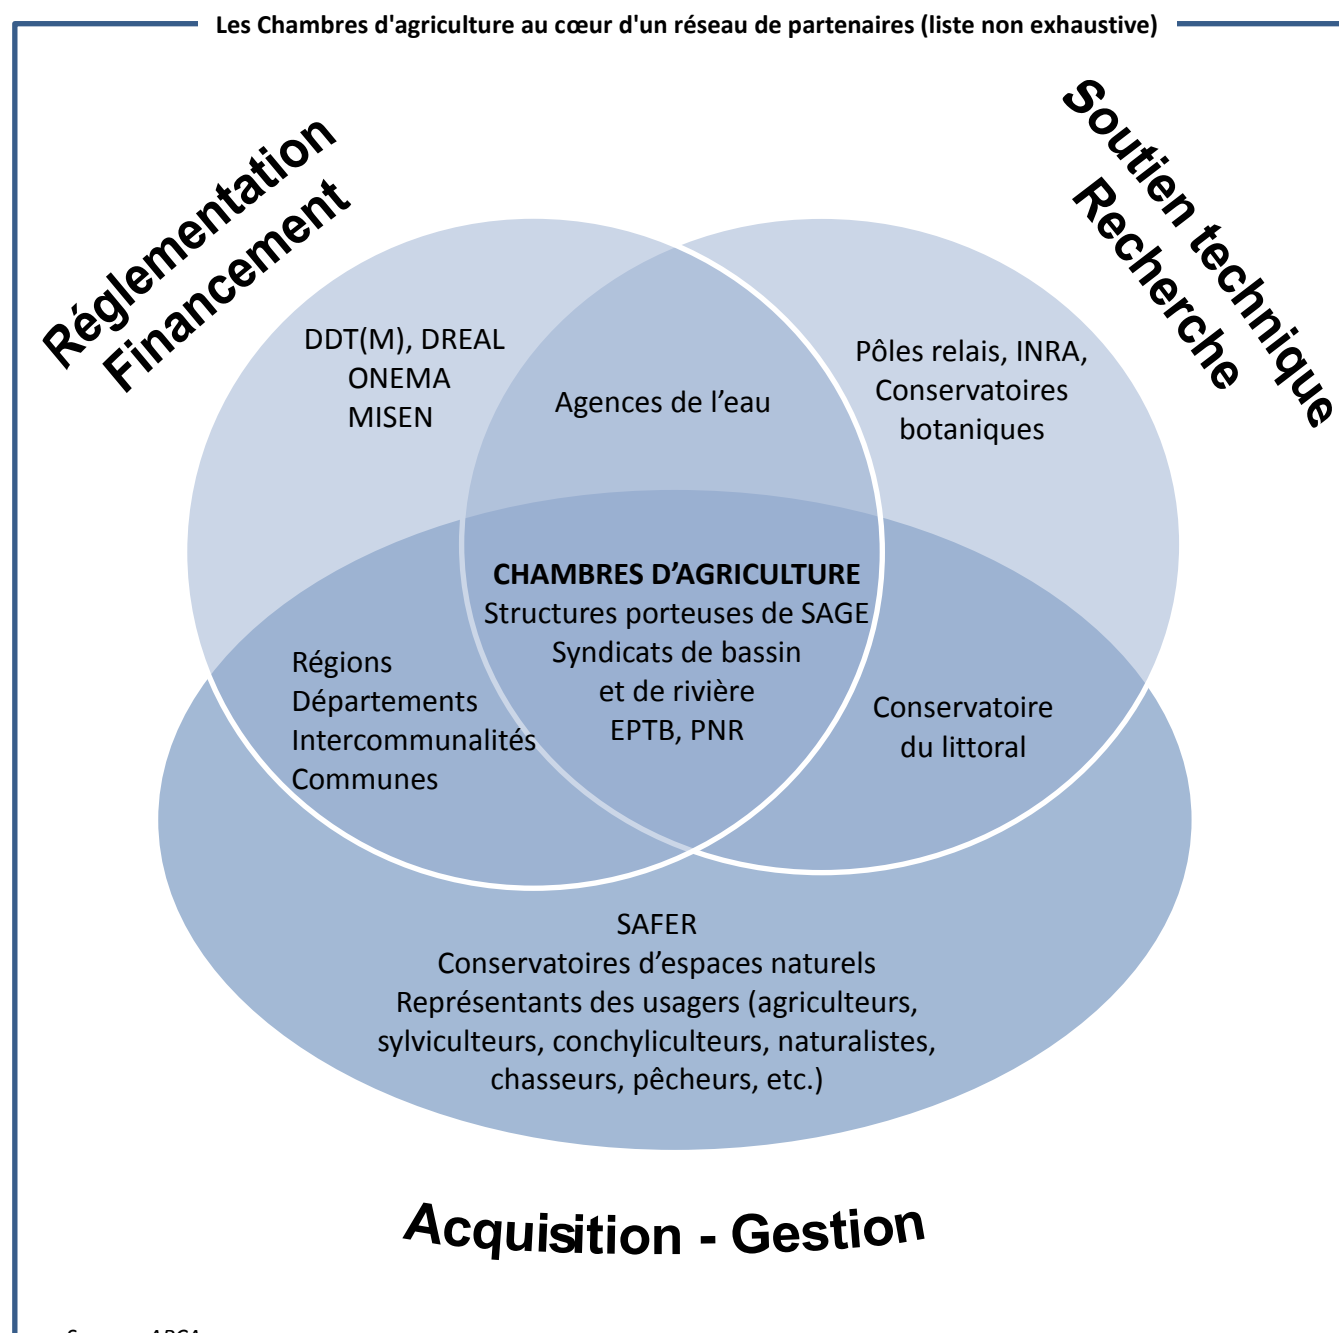 Les Chambres d'agriculture au cœur d'un réseau de partenaires (liste non exhaustive)
Réglementation
Financement
Soutien technique
Recherche
DDT(M), DREAL
ONEMA
MISEN
Agences de l’eau
Pôles relais, INRA,
Conservatoires
botaniques
CHAMBRES D’AGRICULTURE
Structures porteuses de SAGE
Syndicats de bassin
et de rivière
EPTB, PNR
Régions
Départements
Intercommunalités
Communes
Conservatoire
du littoral
SAFER
Conservatoires d’espaces naturels
Représentants des usagers (agriculteurs,
sylviculteurs, conchyliculteurs, naturalistes,
chasseurs, pêcheurs, etc.)
Acquisition - Gestion